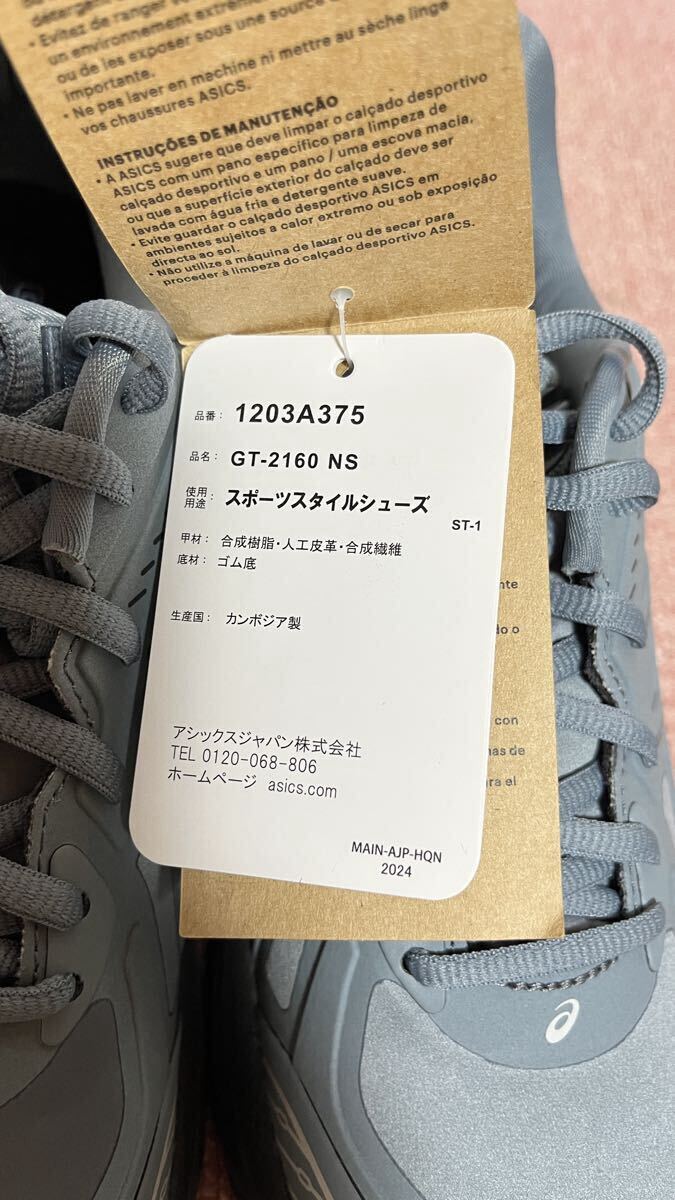 détergent
• Évitez de ranger
un environnement extrême
ou de les exposer sous une source
importante.
• Ne pas laver en machine ni mettre au sèche linge
vos chaussures ASICS.
INSTRUÇÕES DE MANUTENÇÃO
• A ASICS sugere que deve limpar o calçado desportivo
ASICS com um pano específico para limpeza de
calçado desportivo e um pano / uma escova macia,
ou que a superfície exterior do calçado deve ser
lavada com água fria e detergente suave.
• Evite guardar o calçado desportivo ASICS em
ambientes sujeitos a calor extremo ou sob exposição
directa ao sol.
• Não utilize a máquina de lavar ou de secar para
proceder à limpeza do calçado desportivo ASICS.
品番： 1203A375
品名： GT-2160 NS
使用用途： スポーツスタイルシューズ
ST-1
甲材： 合成樹脂・人工皮革・合成繊維
底材： ゴム底
生産国： カンボジア製
アシックスジャパン株式会社
TEL 0120-068-806
ホームページ asics.com
MAIN-AJP-HQN
2024
con
de
el